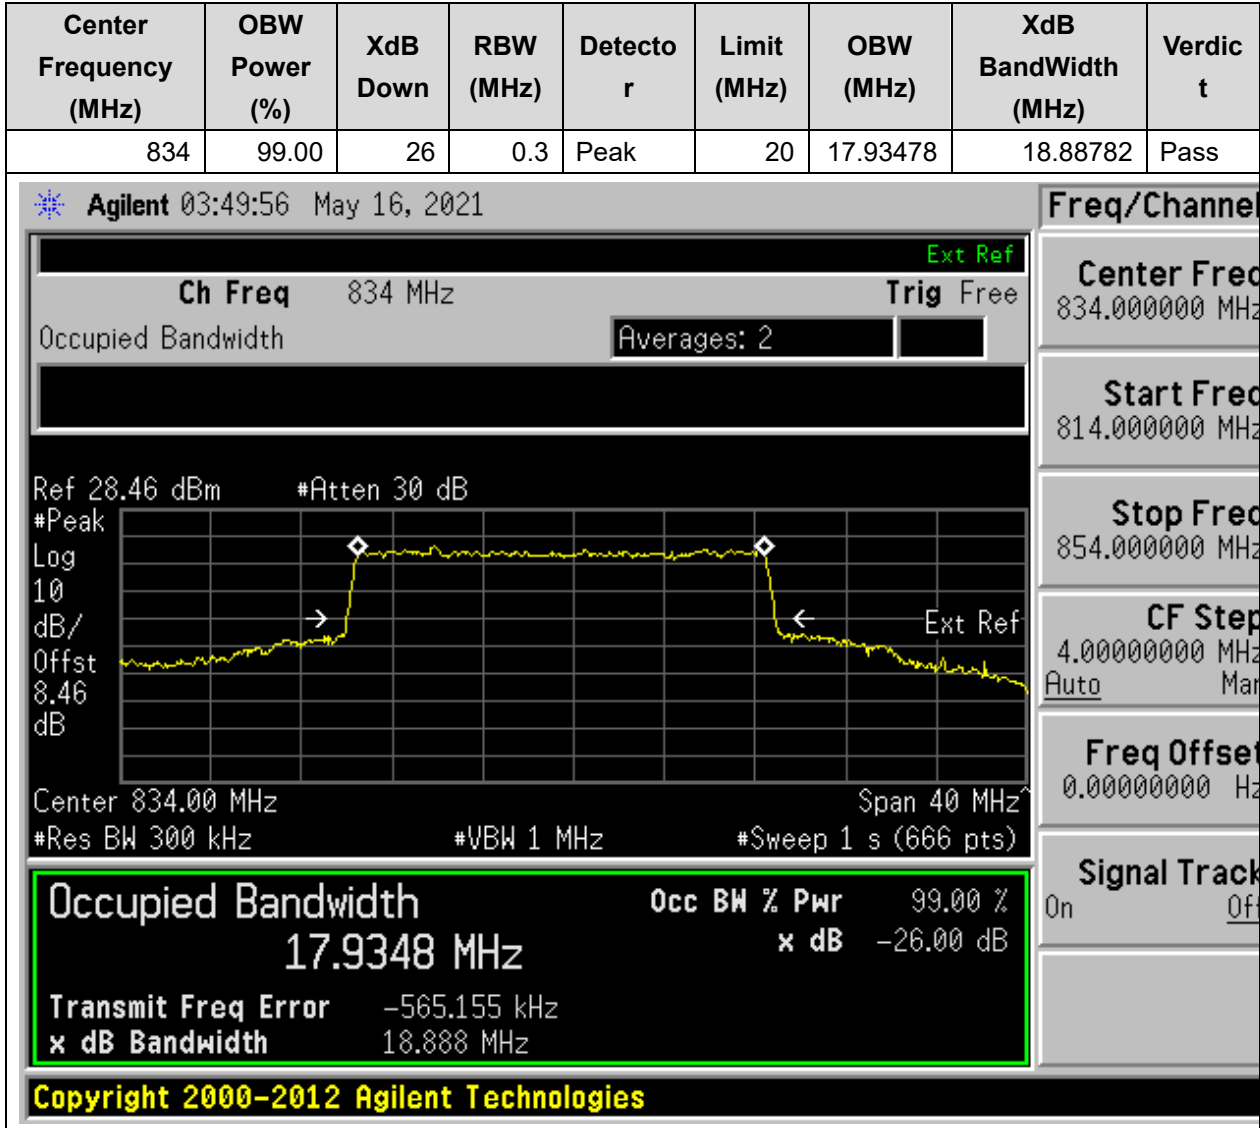 Center Frequency (MHz) OBW Power (%) XdB Down RBW (MHz) Detecto r Limit (MHz) OBW (MHz) XdB BandWidth (MHz) Verdic t
834 99.00 26 0.3 Peak 20 17.93478 18.88782 Pass
Agilent 03:49:56 May 16, 2021
Freq/Channel
Ext Ref
Ch Freq 834 MHz Trig Free
Occupied Bandwidth Averages: 2
Center Freq
834.000000 MHz
Start Freq
814.000000 MHz
Stop Freq
854.000000 MHz
CF Step
4.00000000 MHz
Auto Man
Freq Offset
0.00000000 Hz
Signal Track
On Off
Ref 28.46 dBm #Atten 30 dB
#Peak
Log
10
dB/
Offst
8.46
dB
Ext Ref
Center 834.00 MHz Span 40 MHz^
#Res BW 300 kHz #VBW 1 MHz #Sweep 1 s (666 pts)
Occupied Bandwidth
17.9348 MHz
Occ BW % Pwr 99.00 %
x dB -26.00 dB
Transmit Freq Error -565.155 kHz
x dB Bandwidth 18.888 MHz
Copyright 2000-2012 Agilent Technologies